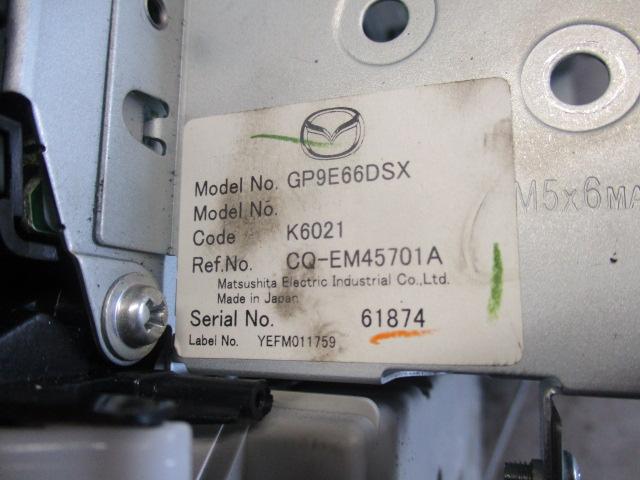 Model No. GP9E66DSX
Model No.
Code K6021
Ref.No. CQ-EM45701A
Matsushita Electric Industrial Co.,Ltd.
Made in Japan
Serial No. 61874
Label No. YEFM011759
M5x6MA